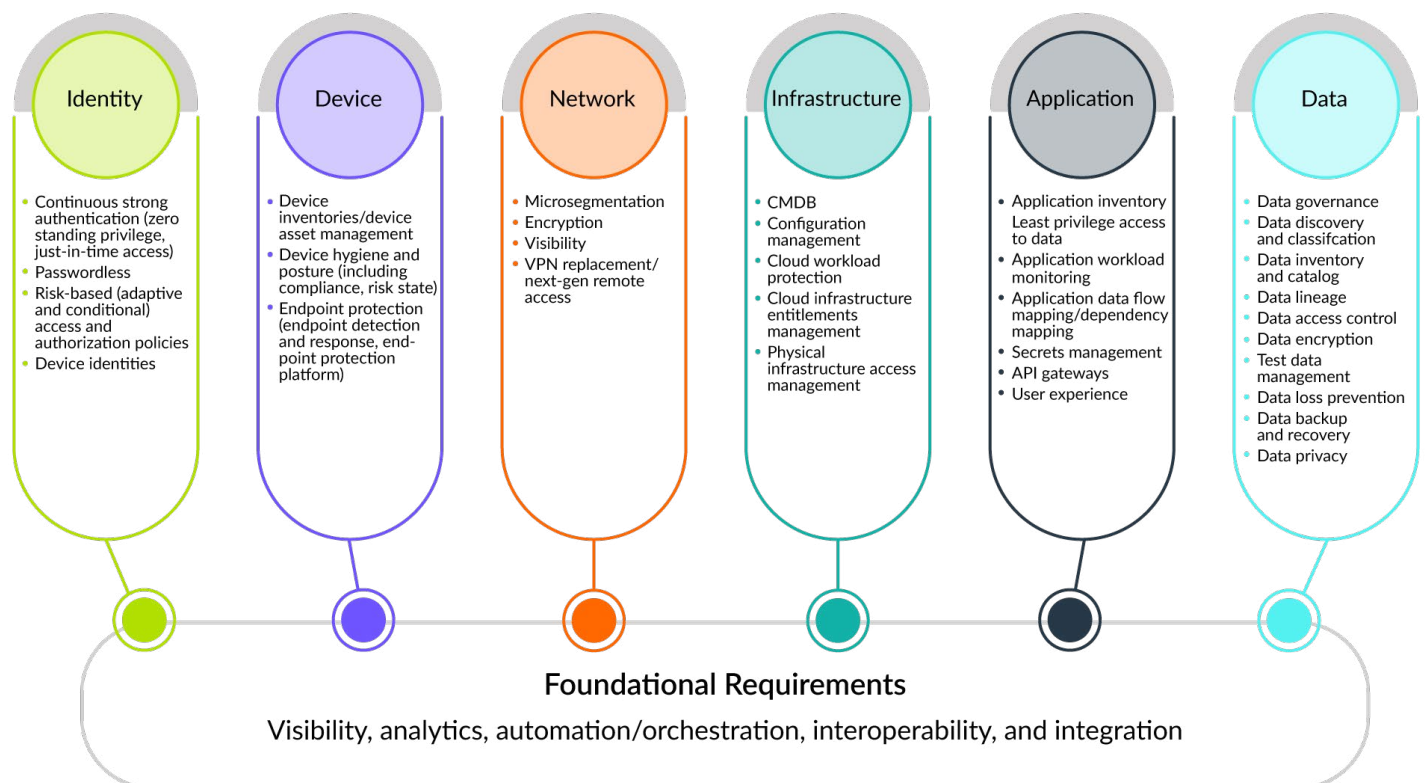 Identity
Continuous strong
authentication (zero
standing privilege,
just-in-time access)
Passwordless
Risk-based (adaptive
and conditional)
access and
authorization policies
Device identities
Device
Device
inventories/device
asset management
Device hygiene and
posture (including
compliance, risk state)
Endpoint protection
(endpoint detection
and response, end-
point protection
platform)
Network
Microsegmentation
Encryption
Visibility
VPN replacement/
next-gen remote
access
Infrastructure
CMDB
Configuration
management
Cloud workload
protection
Cloud infrastructure
entitlements
management
Physical
infrastructure access
management
Application
Application inventory
Least privilege access
to data
Application workload
monitoring
Application data flow
mapping/dependency
mapping
Secrets management
API gateways
User experience
Data
Data governance
Data discovery
and classifcation
Data inventory
and catalog
Data lineage
Data access control
Data encryption
Test data
management
Data loss prevention
Data backup
and recovery
Data privacy
Foundational Requirements
Visibility, analytics, automation/orchestration, interoperability, and integration